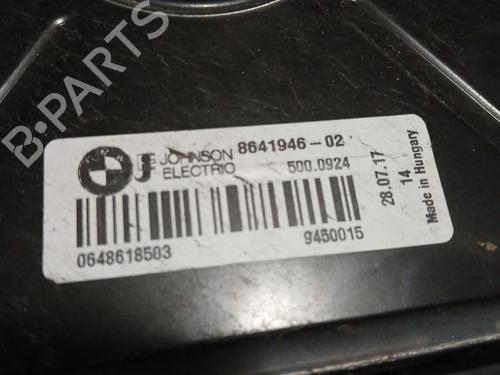 JOHNSON
ELECTRIC
8641946-02
500.0924
0648618503
9450015
28.07.17
14
Made in Hungary
B-PARTS